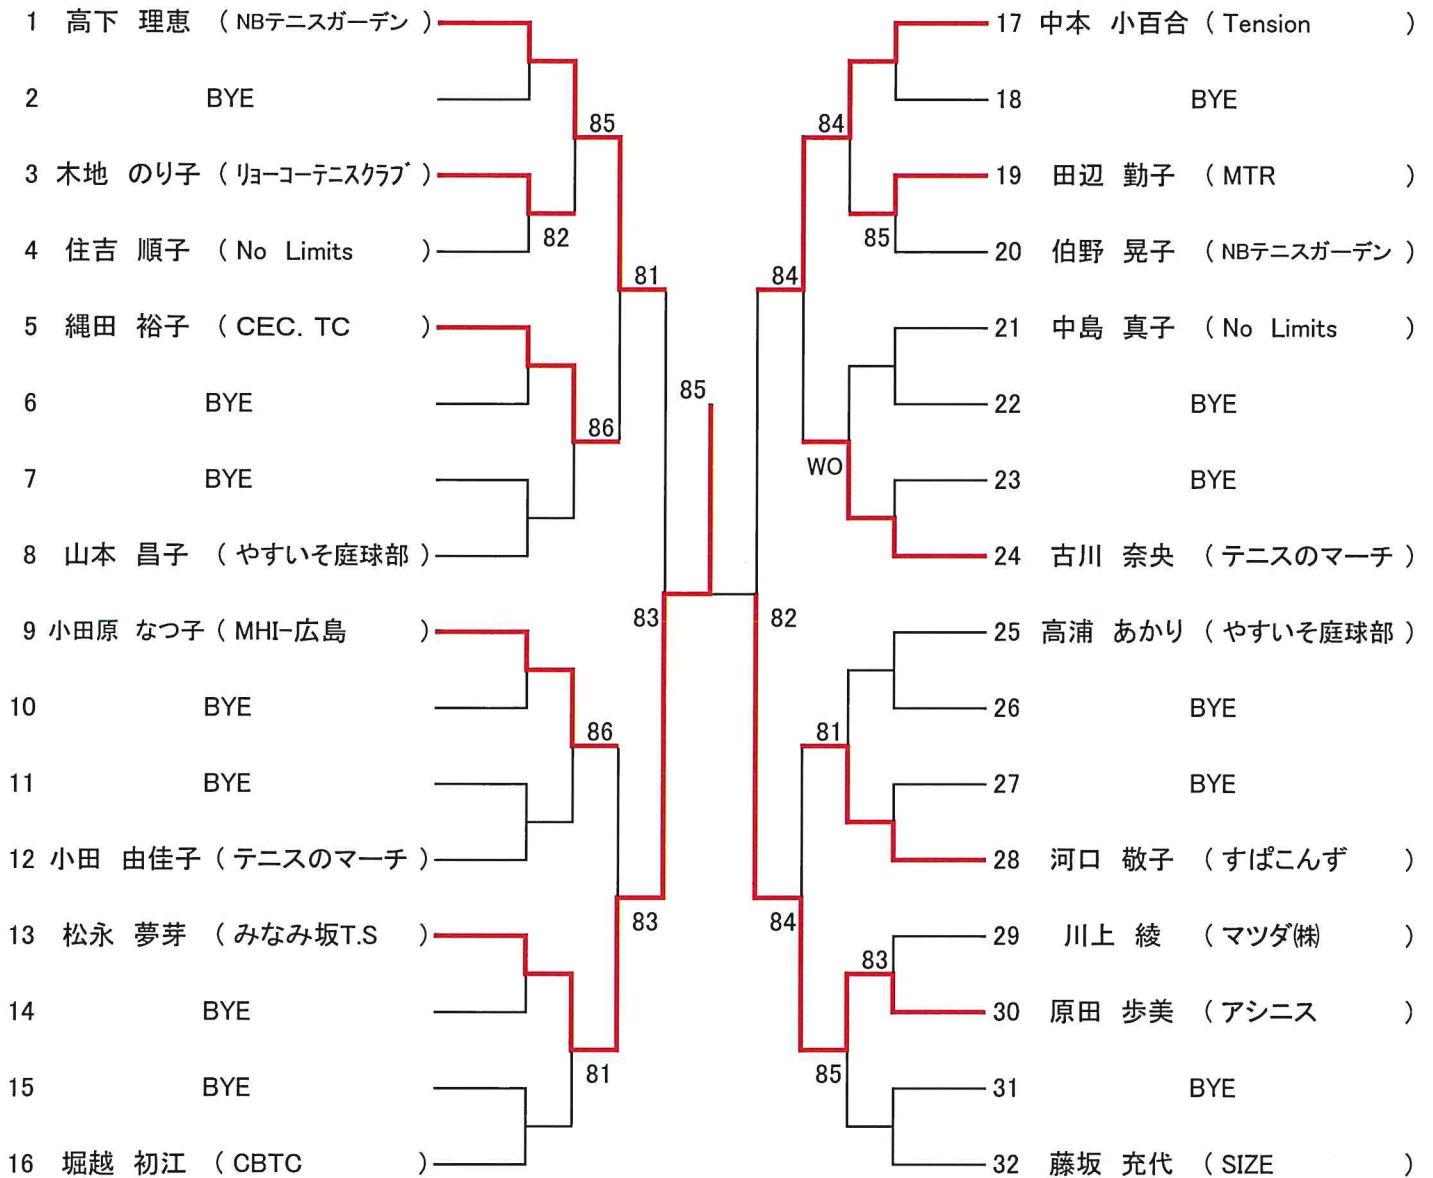 1 高下 理恵 ( NBテニスガーデン )
2 BYE
85
3 木地 のり子 ( リョーコーテニスクラブ )
4 住吉 順子 ( No Limits )
82
81
5 縄田 裕子 ( CEC. TC )
6 BYE
86
7 BYE
8 山本 昌子 ( やすいそ庭球部 )
85
83
9 小田原 なつ子 ( MHI-広島 )
10 BYE
86
11 BYE
12 小田 由佳子 ( テニスのマーチ )
83
13 松永 夢芽 ( みなみ坂T.S )
14 BYE
81
15 BYE
16 堀越 初江 ( CBTC )
17 中本 小百合 ( Tension )
18 BYE
84
19 田辺 勤子 ( MTR )
85
20 伯野 晃子 ( NBテニスガーデン )
84
21 中島 真子 ( No Limits )
22 BYE
WO
23 BYE
24 古川 奈央 ( テニスのマーチ )
82
25 高浦 あかり ( やすいそ庭球部 )
26 BYE
81
27 BYE
28 河口 敬子 ( すぱこんず )
84
29 川上 綾 ( マツダ㈱ )
83
30 原田 歩美 ( アシニス )
85
31 BYE
32 藤坂 充代 ( SIZE )